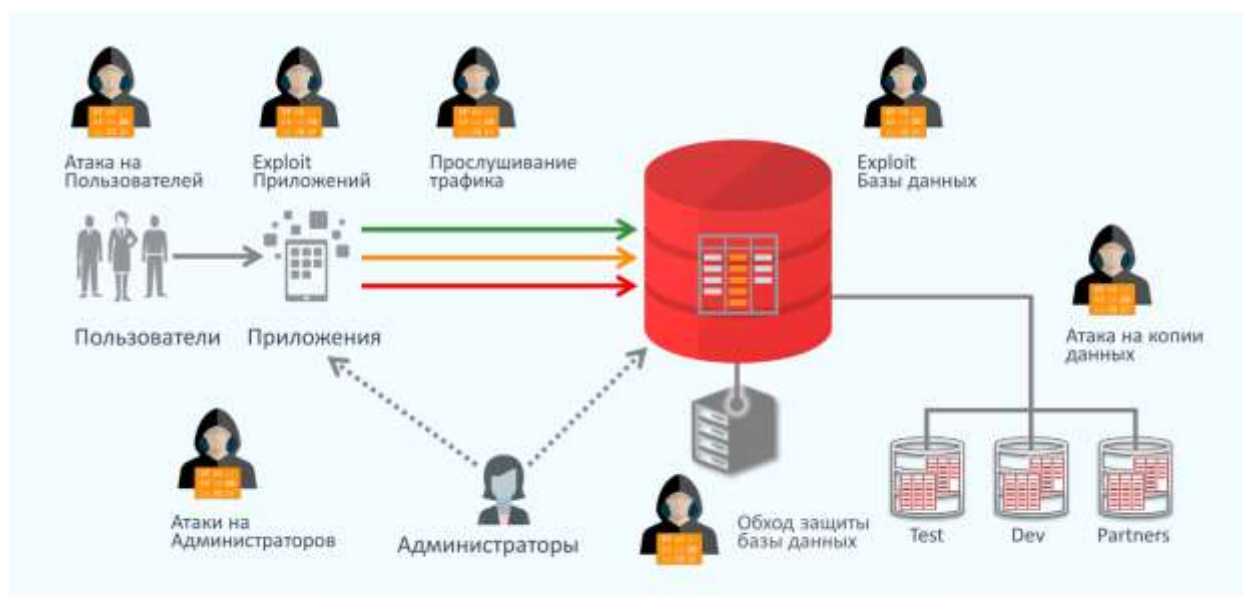 Атака на
Пользователей
Exploit
Приложений
Прослушивание
трафика
Exploit
Базы данных
Пользователи
Приложения
Атака на копии
данных
Атаки на
Администраторов
Администраторы
Обход защиты
базы данных
Test
Dev
Partners